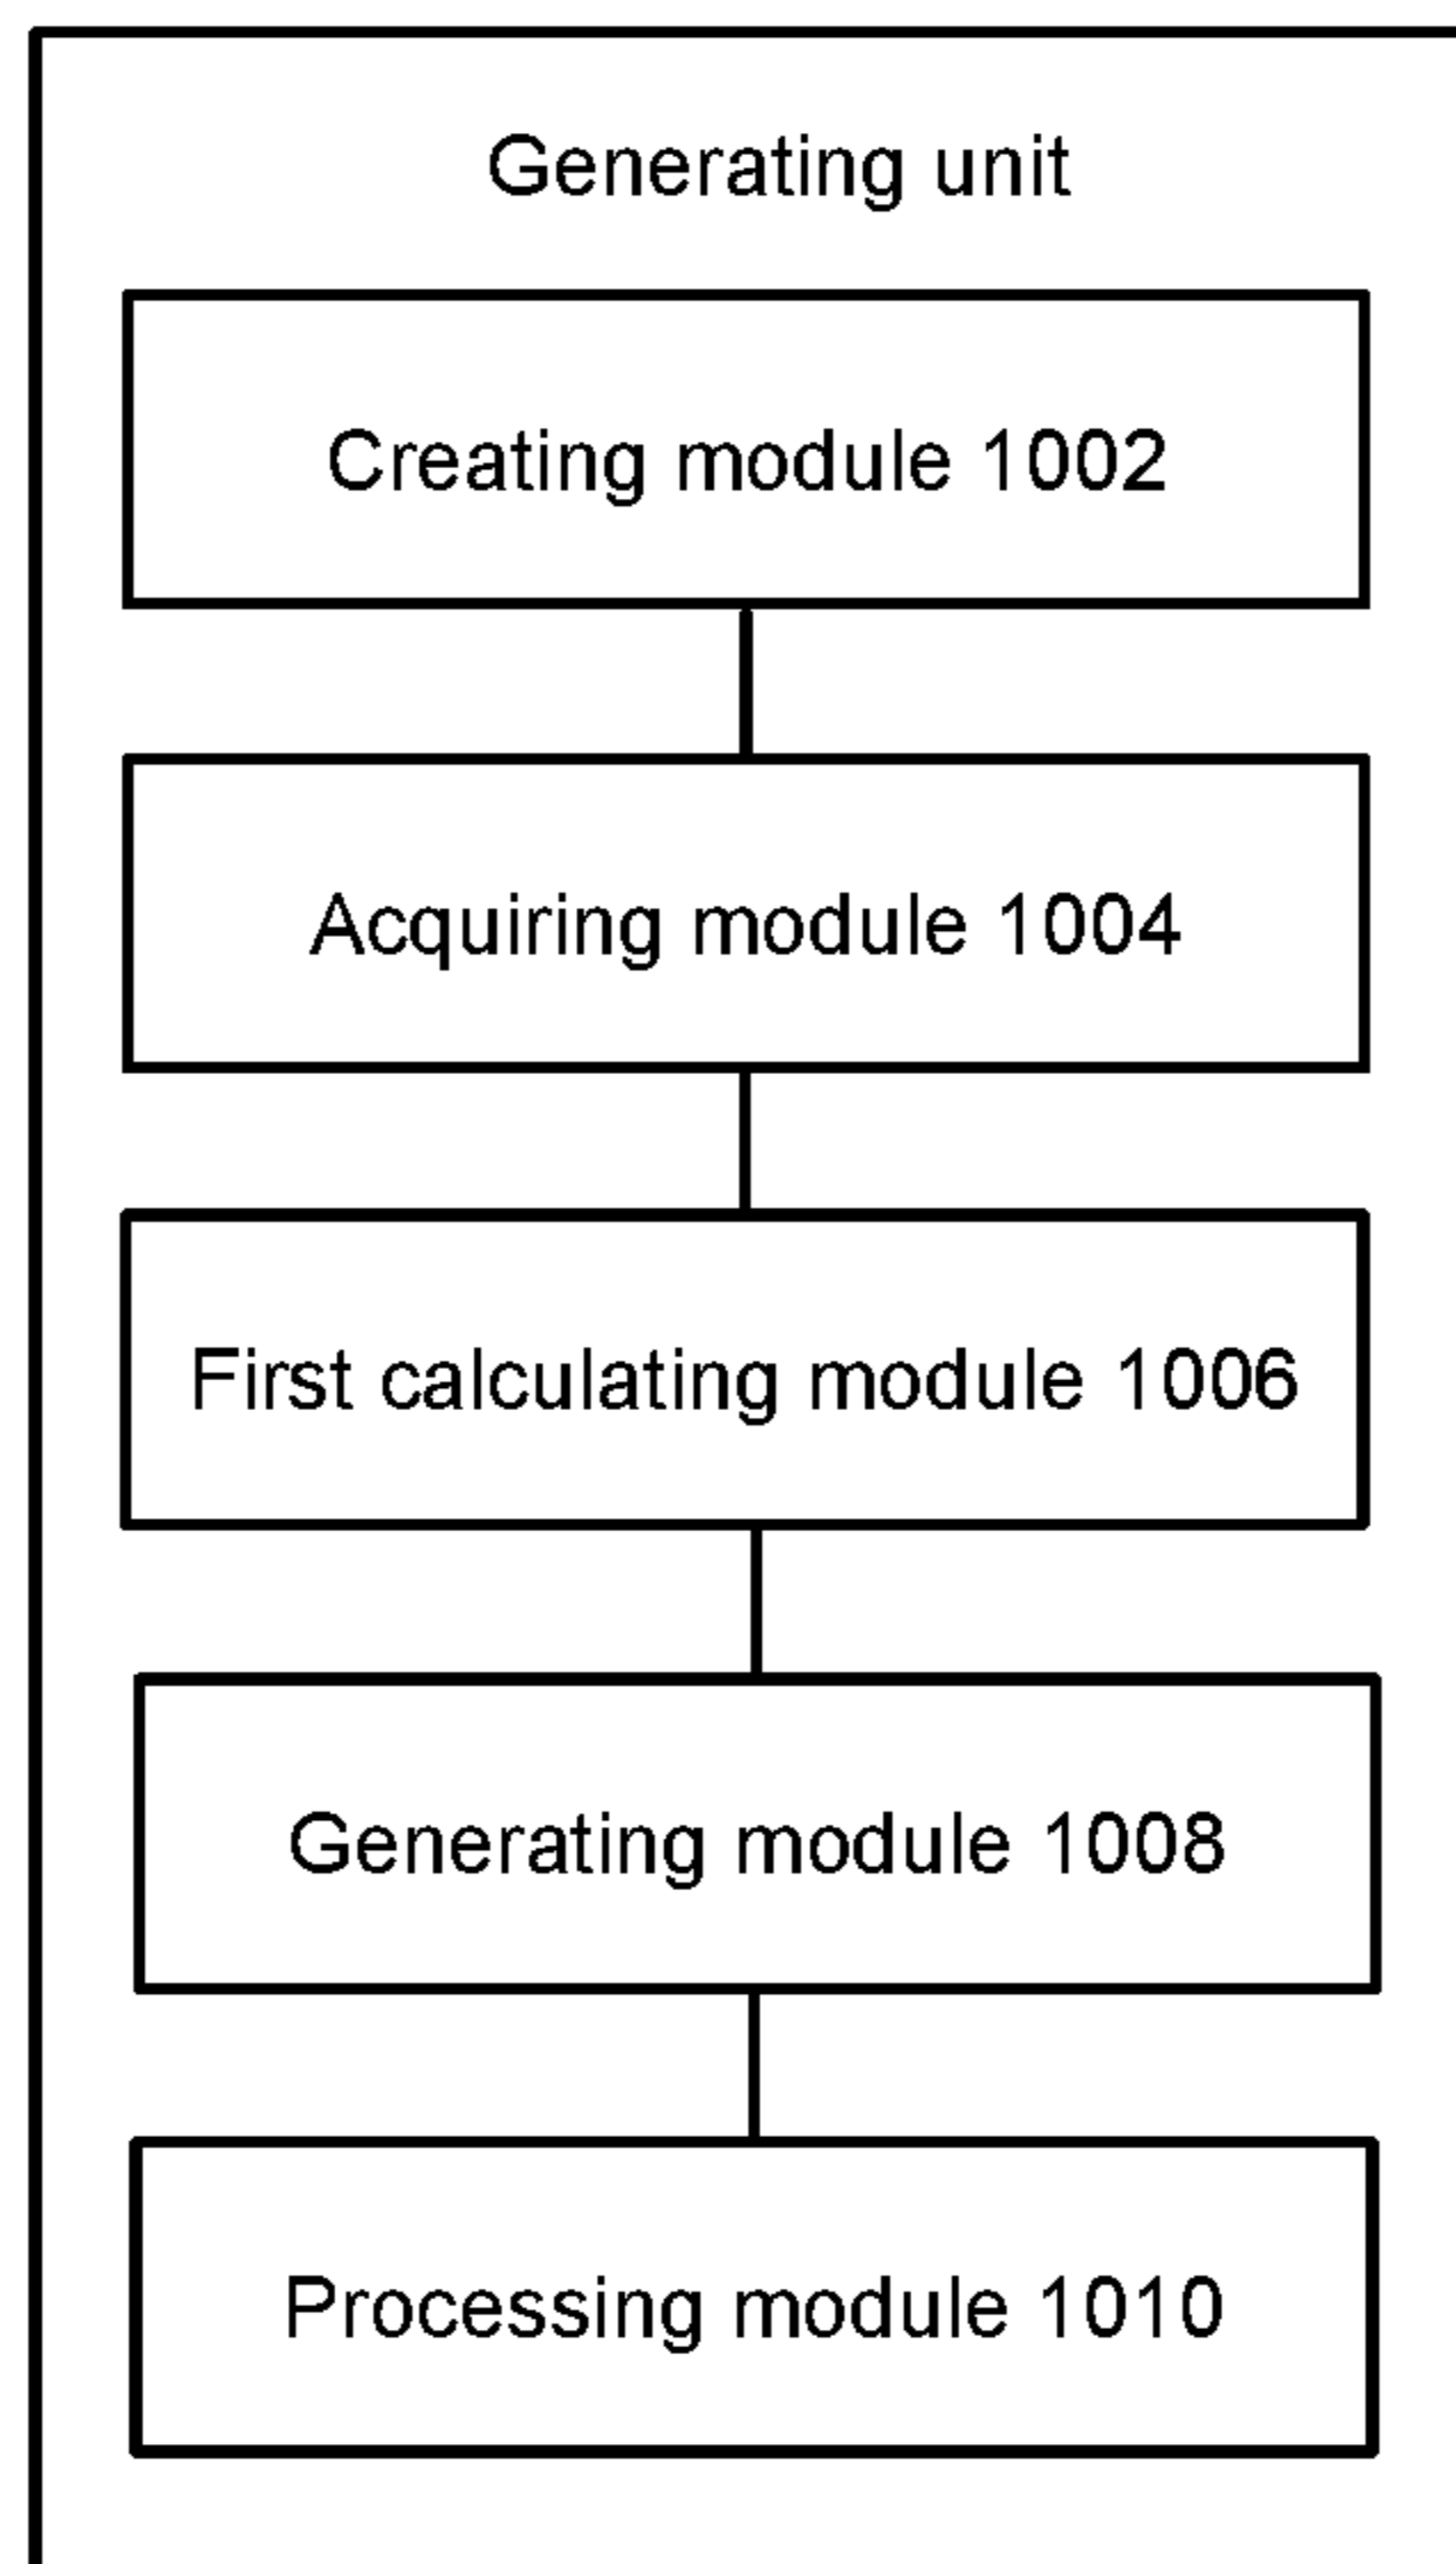 Generating unit
Creating module 1002
Acquiring module 1004
First calculating module 1006
Generating module 1008
Processing module 1010